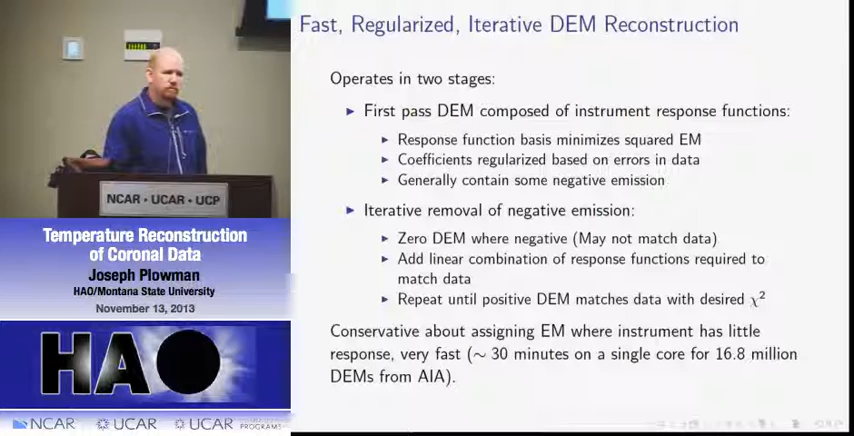 Fast, Regularized, Iterative DEM Reconstruction
Operates in two stages:
First pass DEM composed of instrument response functions:
Response function basis minimizes squared EM
Coefficients regularized based on errors in data
Generally contain some negative emission
Iterative removal of negative emission:
Zero DEM where negative (May not match data)
Add linear combination of response functions required to
match data
Repeat until positive DEM matches data with desired χ²
Conservative about assigning EM where instrument has little
response, very fast (∼ 30 minutes on a single core for 16.8 million
DEMs from AIA).
NCAR • UCAR • UCP
Temperature Reconstruction
of Coronal Data
Joseph Plowman
HAO/Montana State University
November 13, 2013
HAO
NCAR
UCAR
UCAR
PROGRAMS